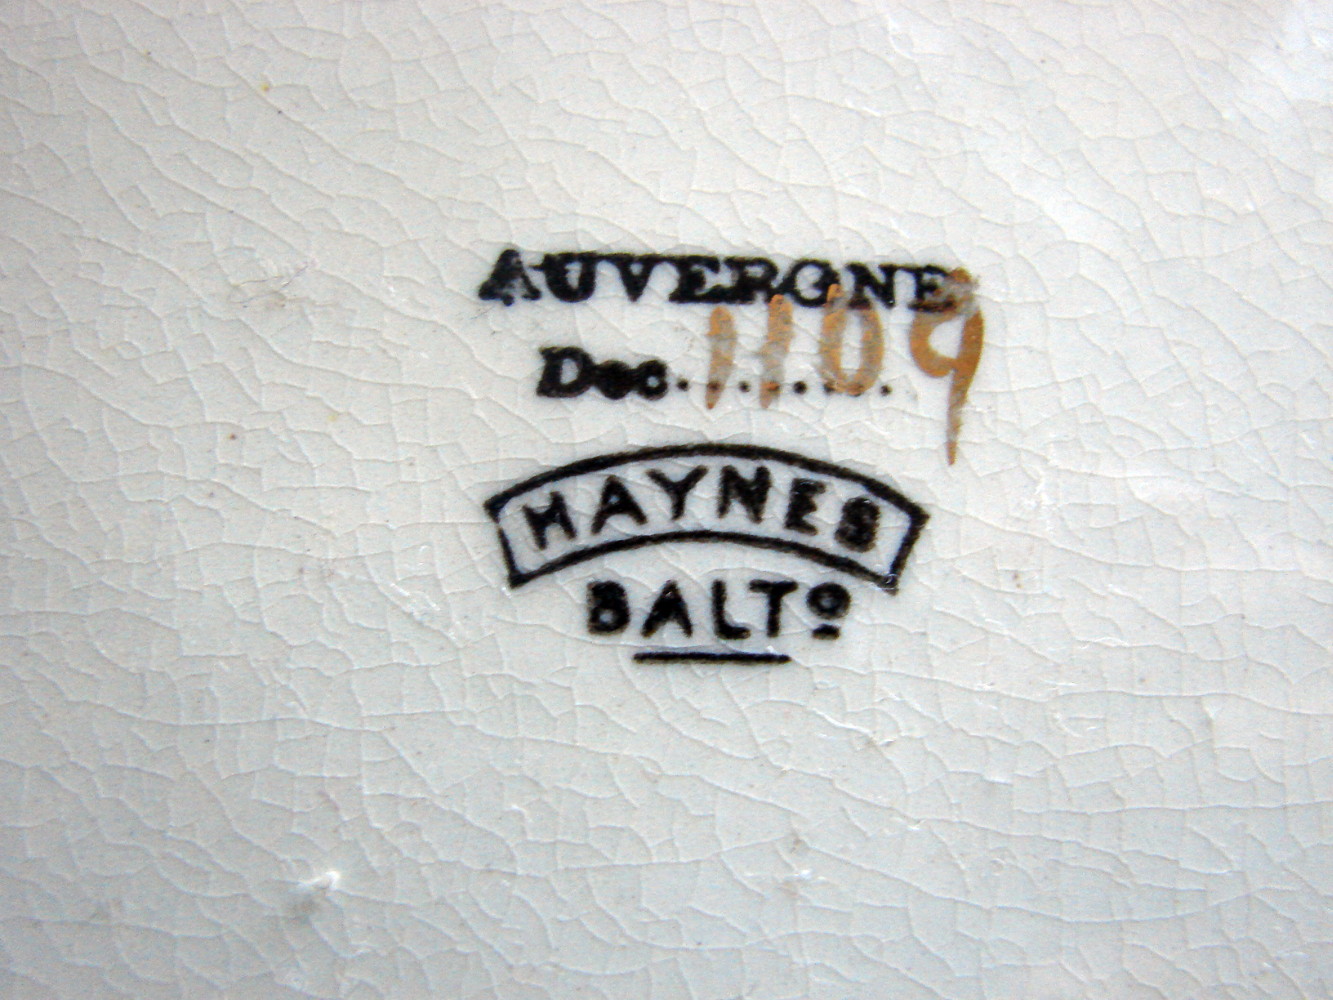 AUVERGNE
Dec. 1109
HAYNES
BALTº